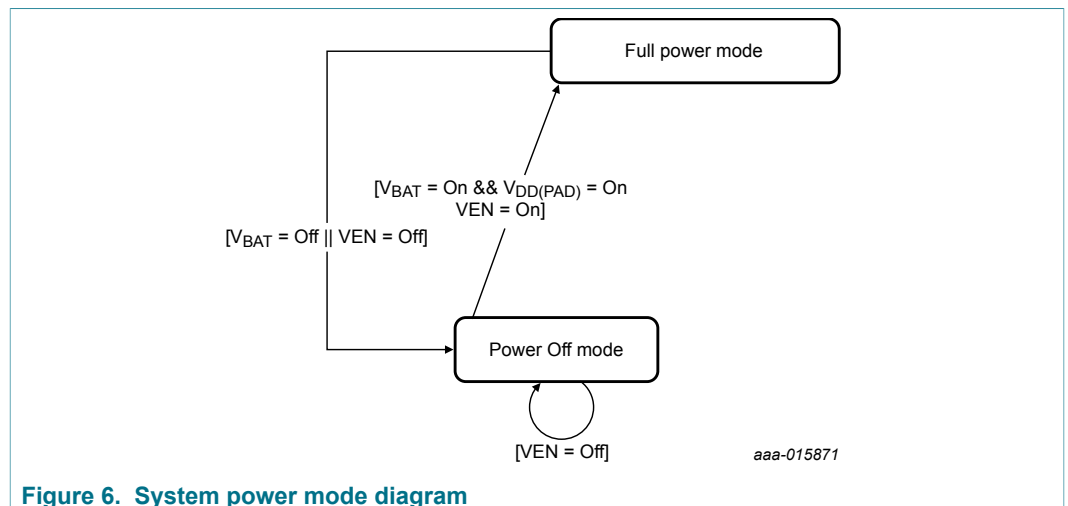 Full power mode
[VBAT = On && VDD(PAD) = On
VEN = On]
[VBAT = Off || VEN = Off]
Power Off mode
[VEN = Off]
aaa-015871
Figure 6. System power mode diagram